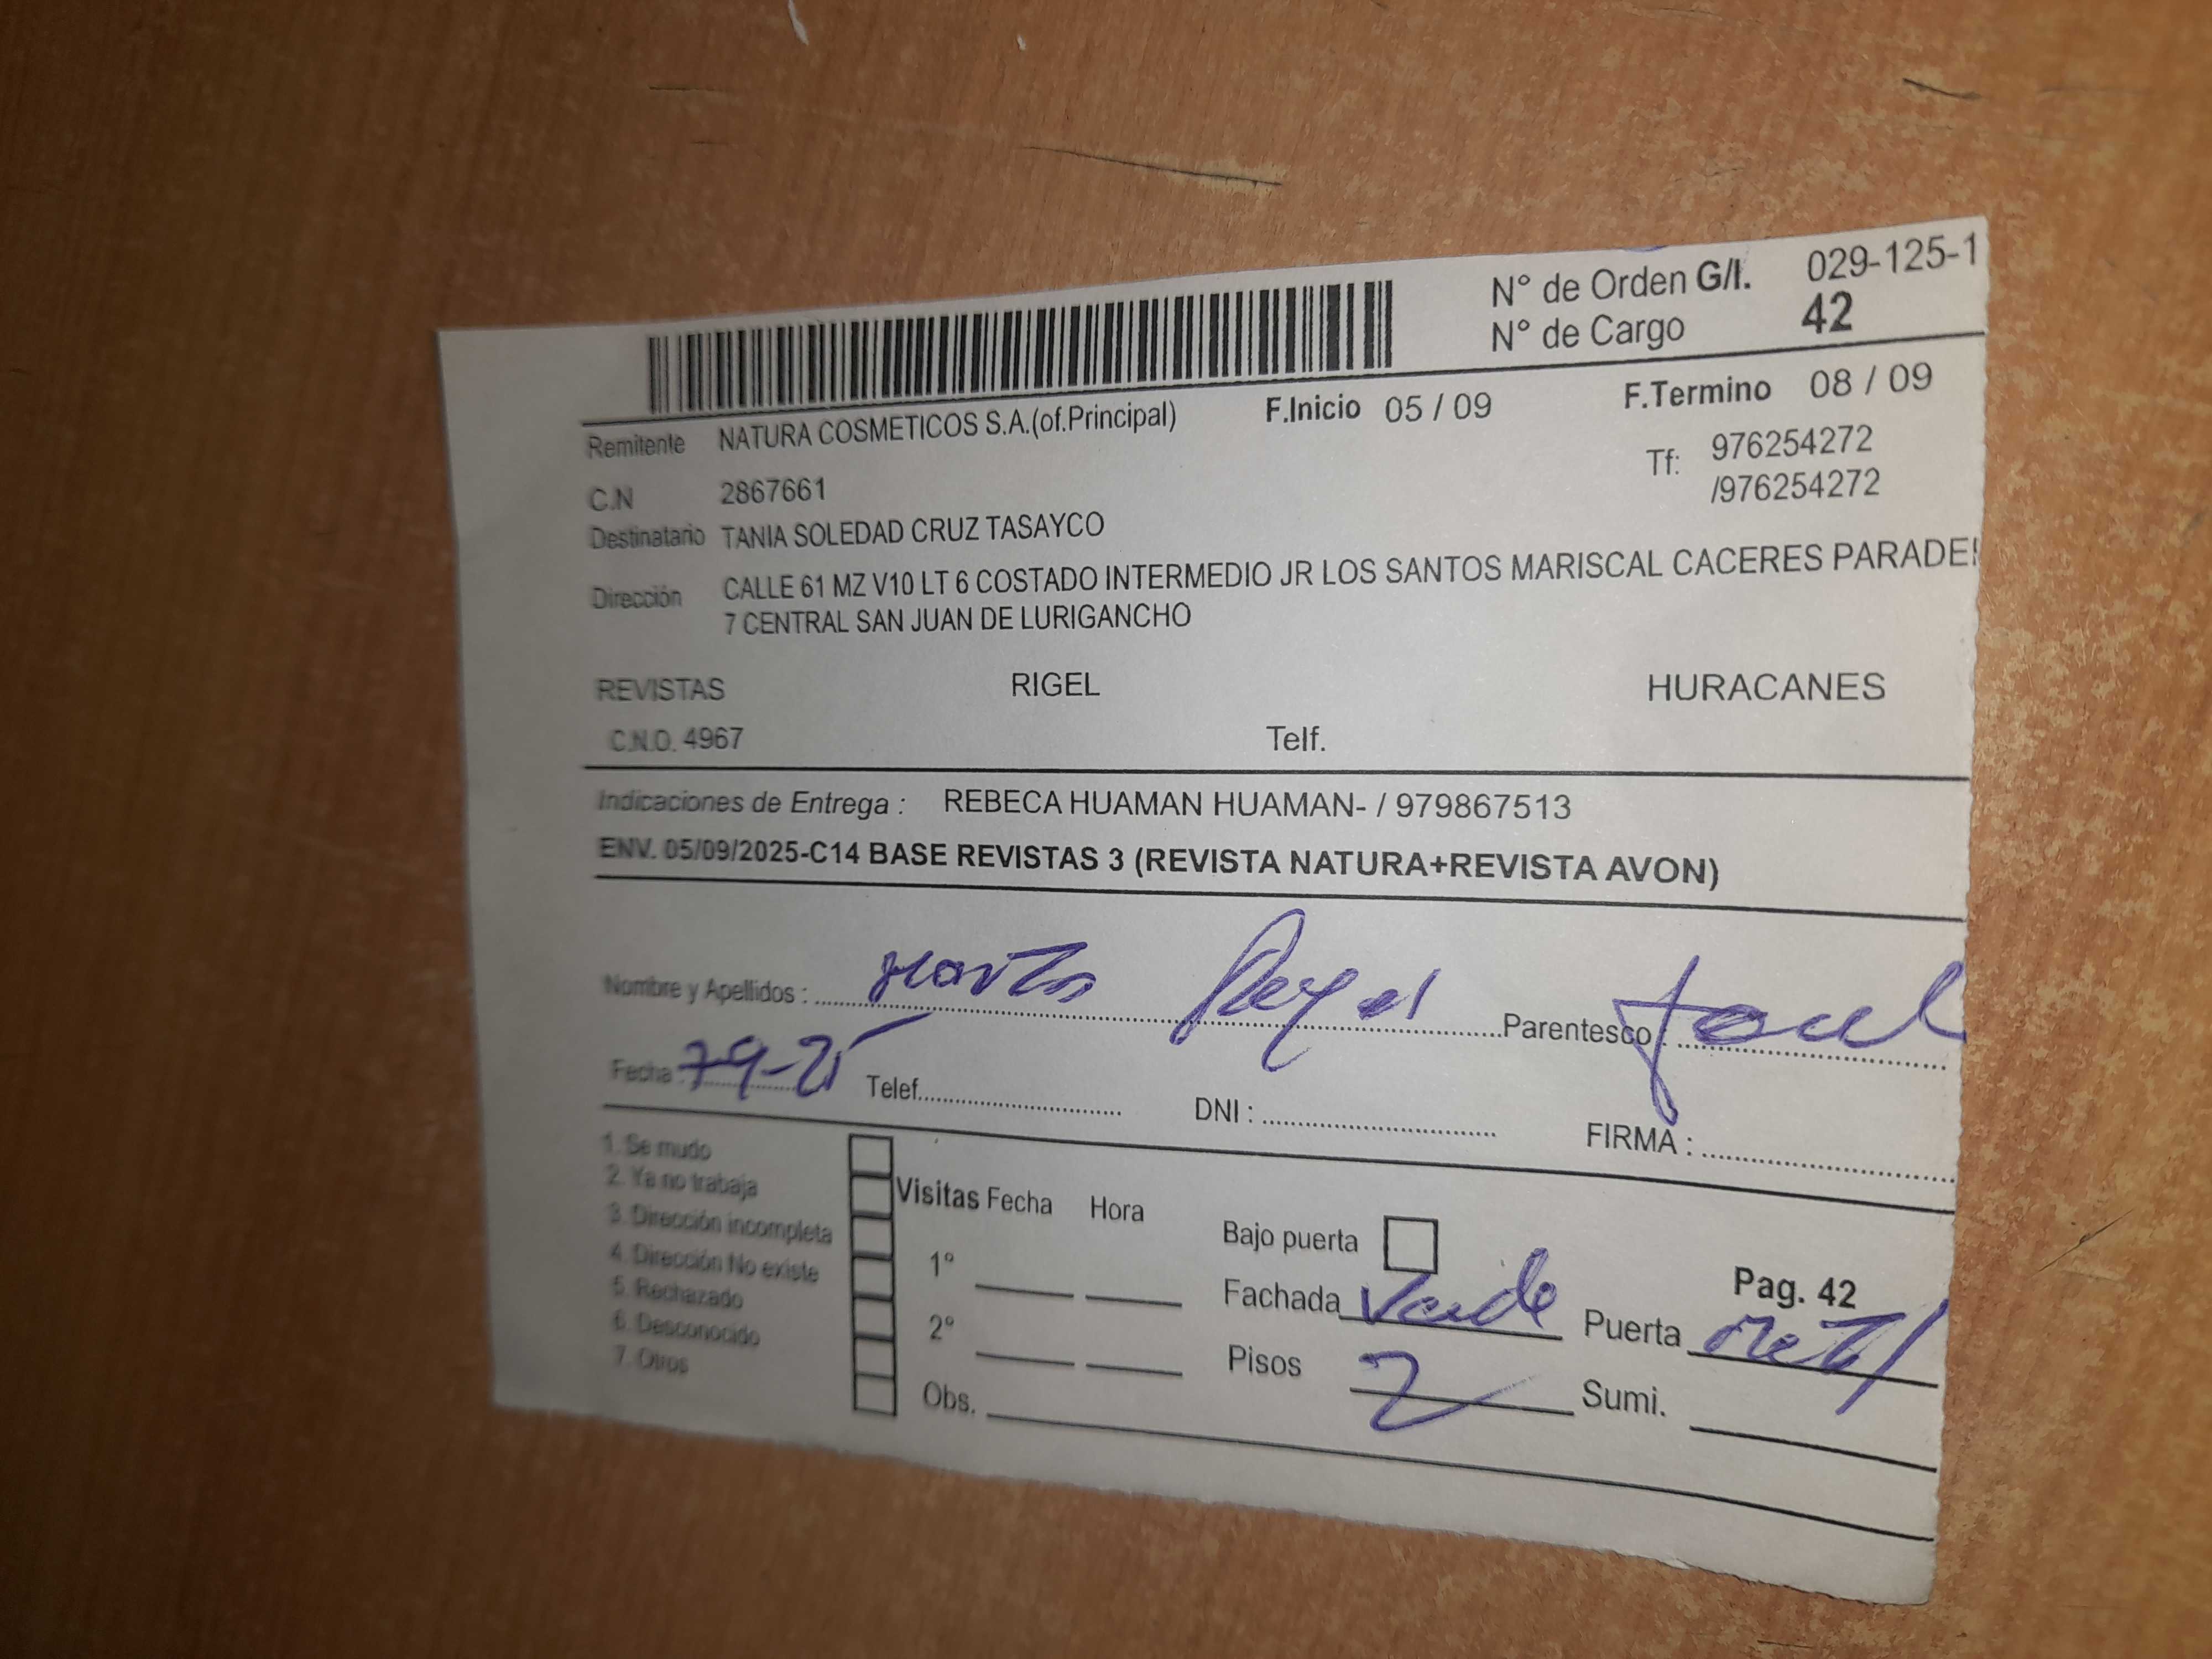 N° de Orden G/I. 029-125-1
N° de Cargo 42
Remitente NATURA COSMETICOS S.A.(of.Principal) F.Inicio 05 / 09 F.Termino 08 / 09
C.N 2867661 Tf: 976254272
/976254272
Destinatario TANIA SOLEDAD CRUZ TASAYCO
Dirección CALLE 61 MZ V10 LT 6 COSTADO INTERMEDIO JR LOS SANTOS MARISCAL CACERES PARADE
7 CENTRAL SAN JUAN DE LURIGANCHO
REVISTAS RIGEL HURACANES
C.N.O. 4967 Telf.
Indicaciones de Entrega : REBECA HUAMAN HUAMAN- / 979867513
ENV. 05/09/2025-C14 BASE REVISTAS 3 (REVISTA NATURA+REVISTA AVON)
Nombre y Apellidos : Parentesco :
Fecha : 7-9-25 Telef. DNI : FIRMA :
1. Se mudo
2. Ya no trabaja Visitas Fecha Hora
3. Dirección incompleta Bajo puerta
4. Dirección No existe 1° Fachada Verde Pag. 42
5. Rechazado Puerta Metal
6. Desconocido 2° Pisos 2
7. Otros Obs. Sumi.